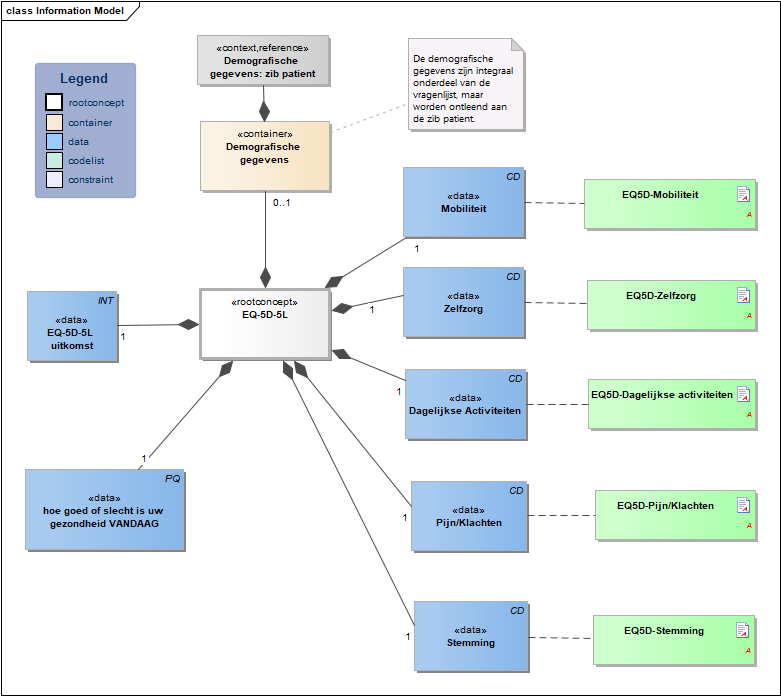 class Information Model
Legend
rootconcept
container
data
codelist
constraint
«context,reference»
Demografische
gegevens: zib patient
De demografische
gegevens zijn integraal
onderdeel van de
vragenlijst, maar
worden ontleend aan
de zib patient.
«container»
Demografische
gegevens
0..1
CD
«data»
Mobiliteit
1
EQ5D-Mobiliteit
A
CD
«data»
Zelfzorg
1
EQ5D-Zelfzorg
A
«rootconcept»
EQ-5D-5L
INT
«data»
EQ-5D-5L
uitkomst
1
CD
«data»
Dagelijkse Activiteiten
1
EQ5D-Dagelijkse activiteiten
A
PQ
«data»
hoe goed of slecht is uw
gezondheid VANDAAG
1
CD
«data»
Pijn/Klachten
1
EQ5D-Pijn/Klachten
A
CD
«data»
Stemming
1
EQ5D-Stemming
A